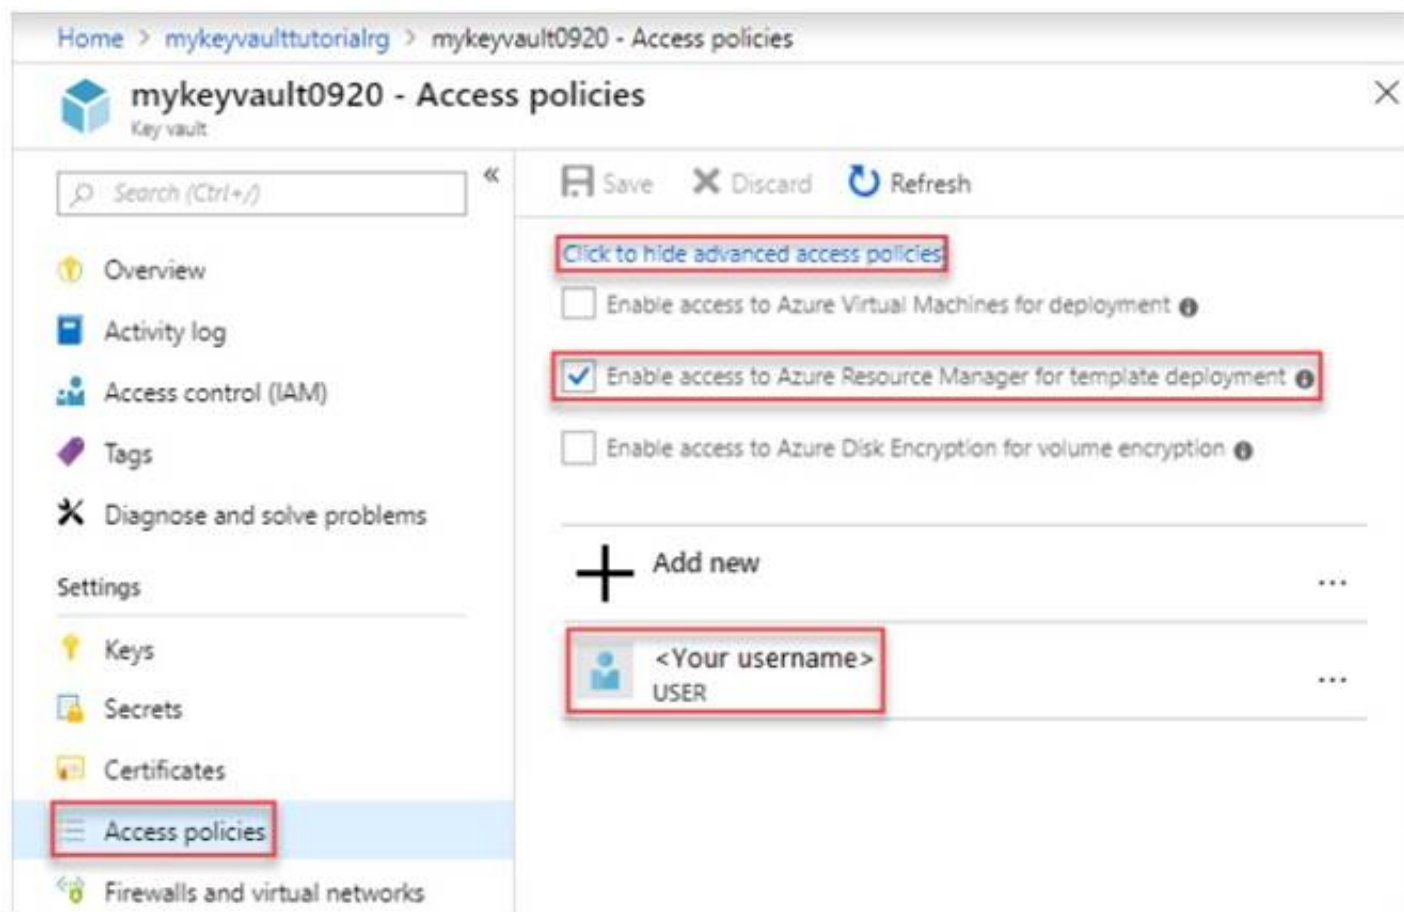 Home > mykeyvaulttutorialrg > mykeyvault0920 - Access policies
mykeyvault0920 - Access policies
Key vault
Search (Ctrl+/)
«
Overview
Activity log
Access control (IAM)
Tags
Diagnose and solve problems
Settings
Keys
Secrets
Certificates
Access policies
Firewalls and virtual networks
Save Discard Refresh
Click to hide advanced access policies
Enable access to Azure Virtual Machines for deployment
Enable access to Azure Resource Manager for template deployment
Enable access to Azure Disk Encryption for volume encryption
Add new
...
<Your username>
USER
...